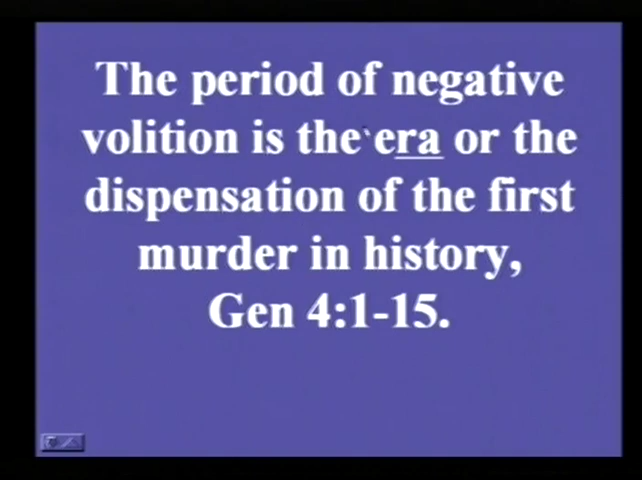 The period of negative
volition is the era or the
dispensation of the first
murder in history,
Gen 4:1-15.